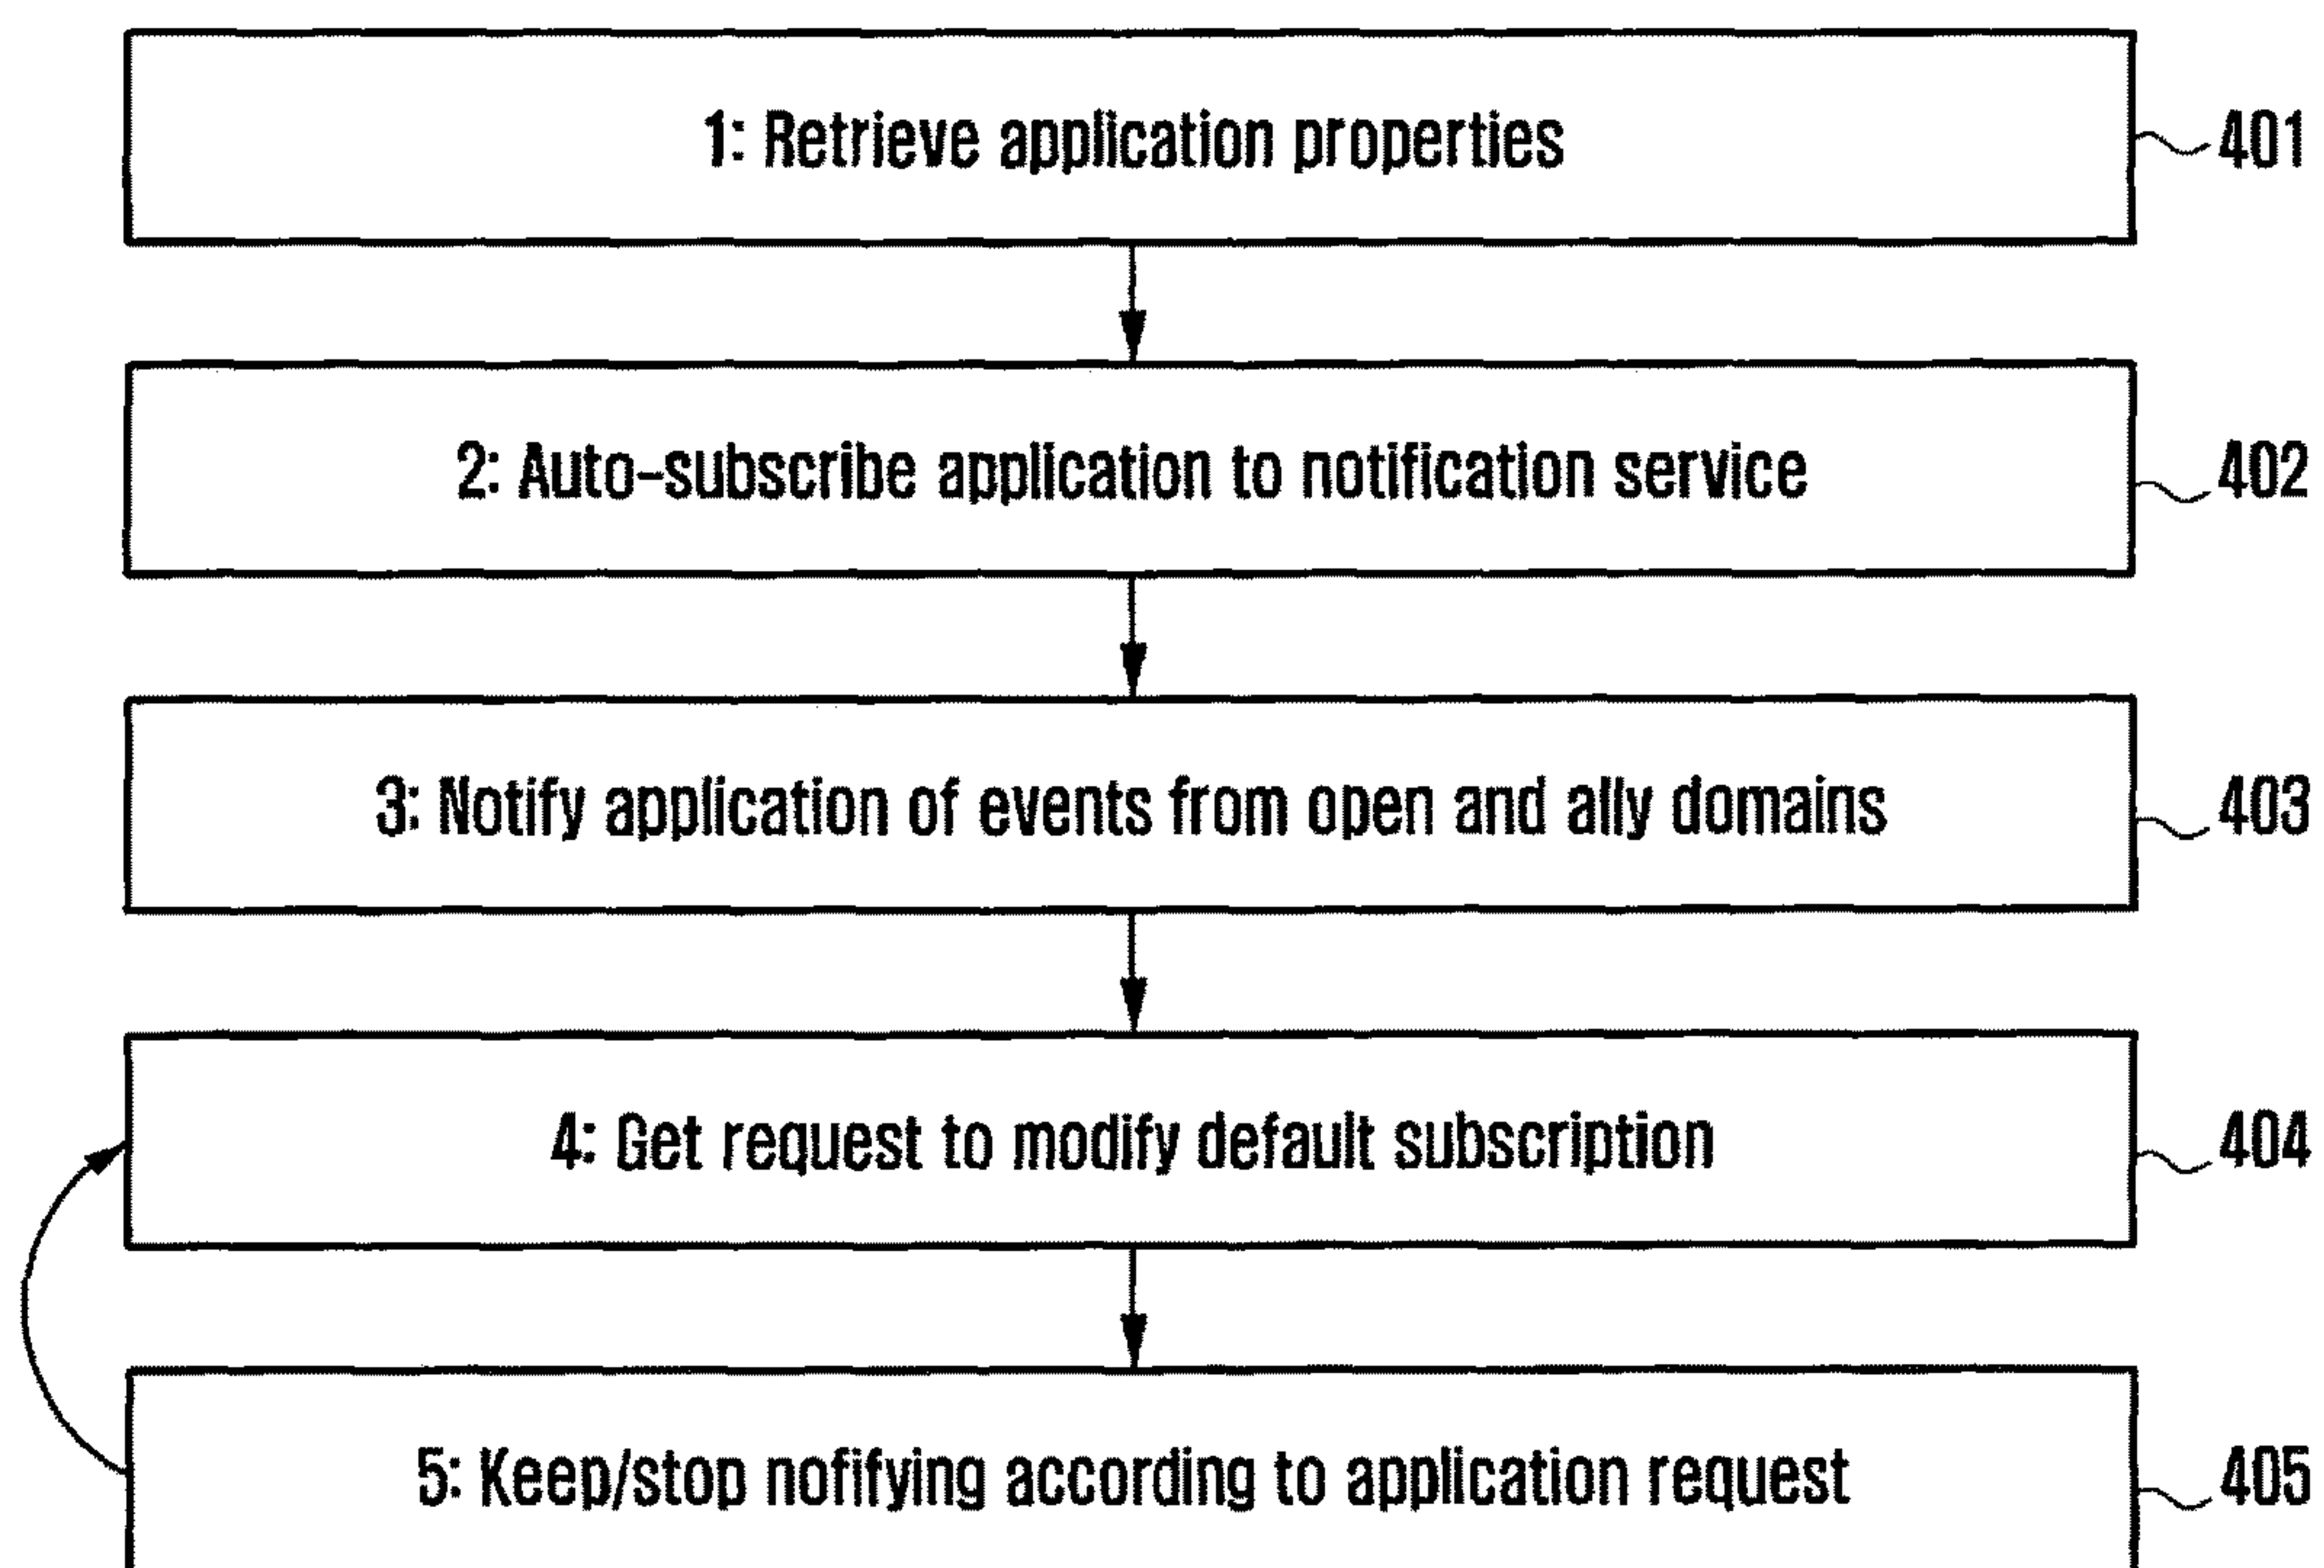 1: Retrieve application properties
401
2: Auto-subscribe application to notification service
402
3: Notify application of events from open and ally domains
403
4: Get request to modify default subscription
404
5: Keep/stop nofifying according to application request
405